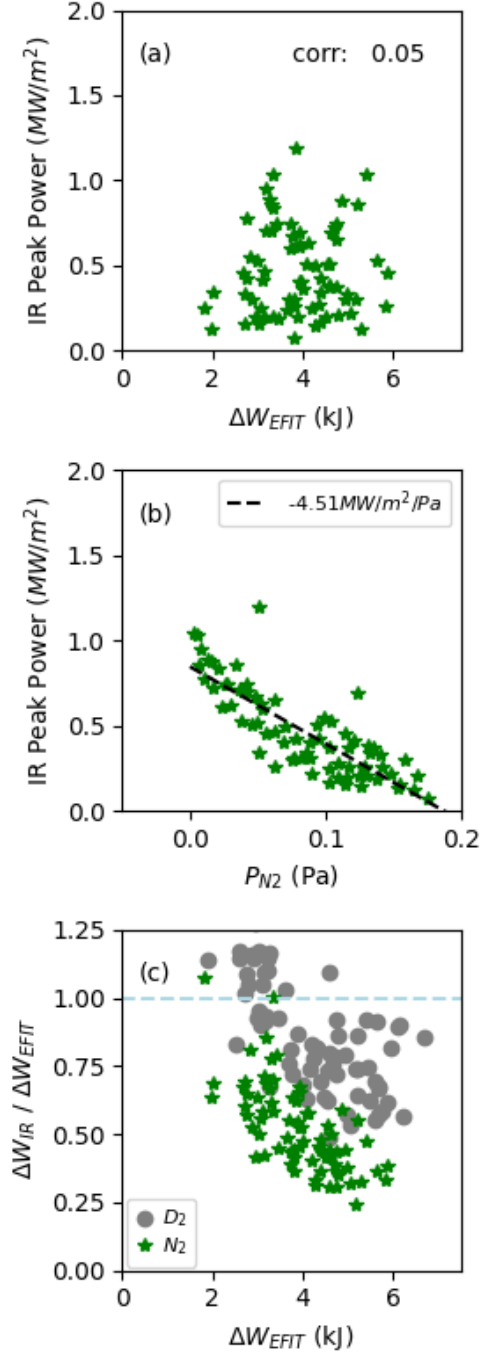 2.0
(a)
corr: 0.05
1.5
1.0
0.5
0.0
IR Peak Power (MW/m²)
0 2 4 6
ΔW_EFIT (kJ)
2.0
(b)
-4.51MW/m²/Pa
1.5
1.0
0.5
0.0
IR Peak Power (MW/m²)
0.0 0.1 0.2
P_N2 (Pa)
1.25
(c)
1.00
0.75
0.50
0.25
0.00
ΔW_IR / ΔW_EFIT
D₂
N₂
0 2 4 6
ΔW_EFIT (kJ)